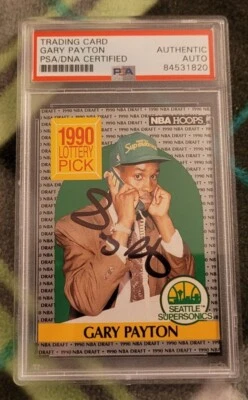 TRADING CARD
GARY PAYTON AUTHENTIC
PSA/DNA CERTIFIED AUTO
PSA 84531820
NBA HOOPS
1990
LOTTERY
PICK
SEATTLE
SUPERSONICS
GARY PAYTON
1990 NBA DRAFT